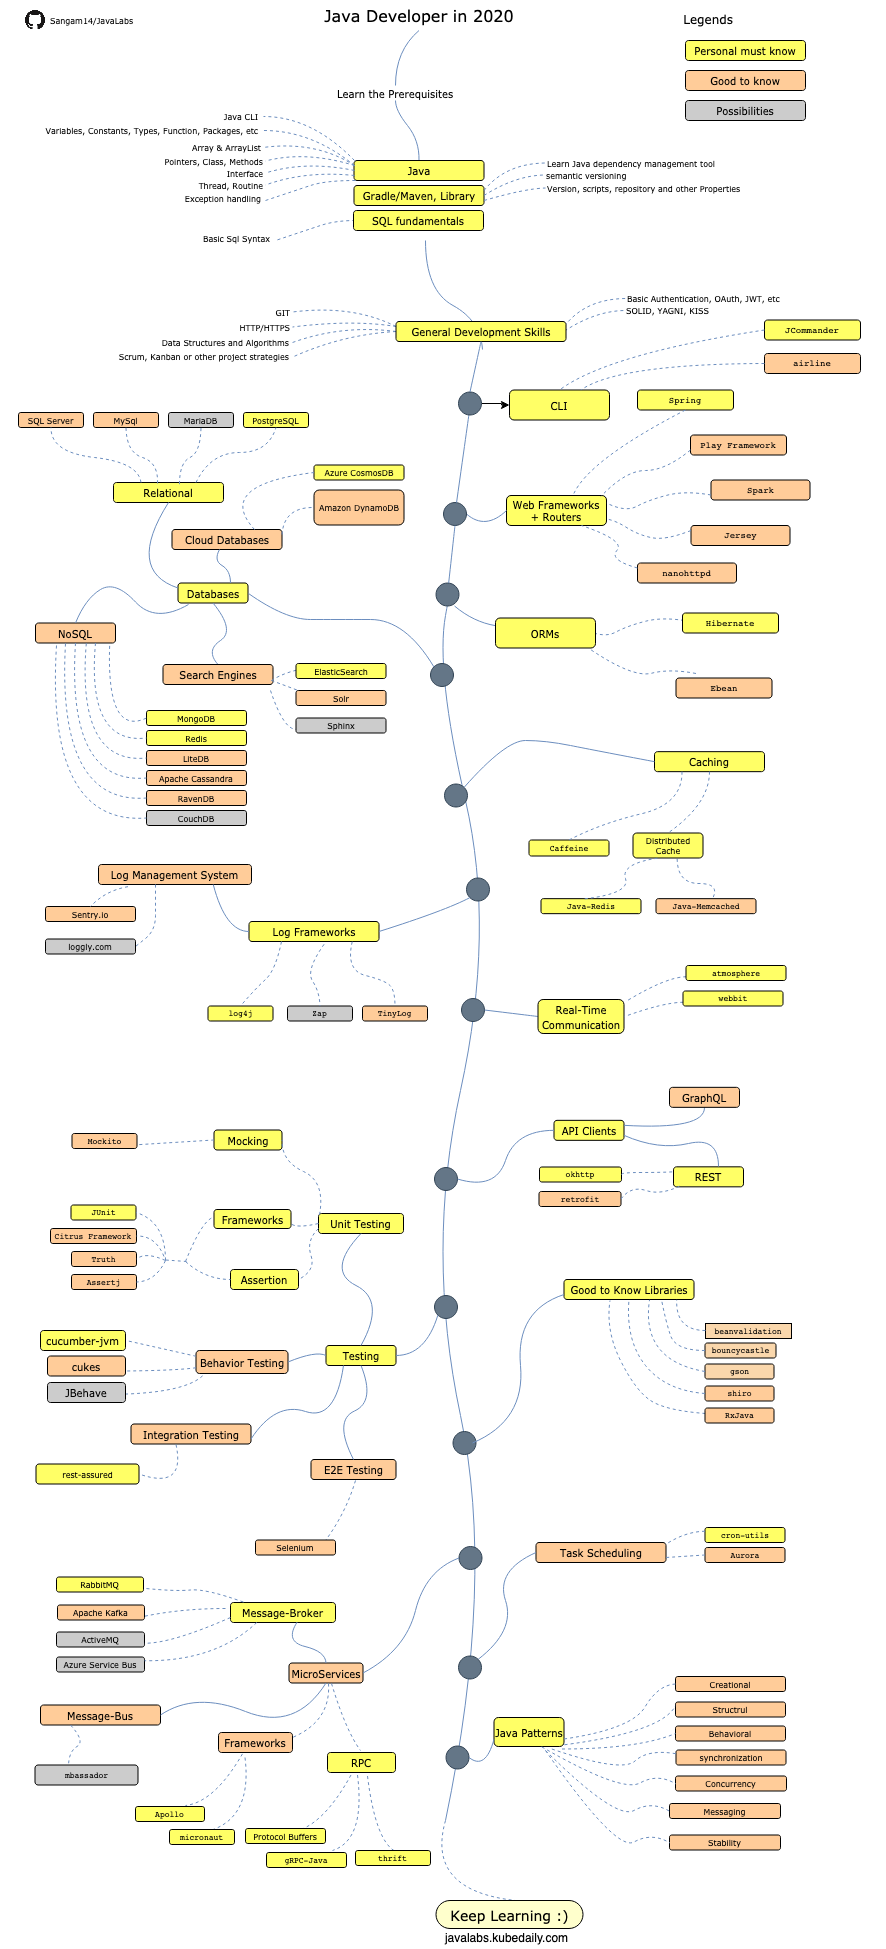 Sangam14/JavaLabs
Java Developer in 2020
Legends
Personal must know
Good to know
Possibilities
Learn the Prerequisites
Java CLI
Variables, Constants, Types, Function, Packages, etc
Array & ArrayList
Pointers, Class, Methods
Interface
Thread, Routine
Exception handling
Java
Gradle/Maven, Library
SQL fundamentals
Learn Java dependency management tool
semantic versioning
Version, scripts, repository and other Properties
Basic Sql Syntax
GIT
HTTP/HTTPS
Data Structures and Algorithms
Scrum, Kanban or other project strategies
General Development Skills
Basic Authentication, OAuth, JWT, etc
SOLID, YAGNI, KISS
JCommander
airline
CLI
Spring
Play Framework
Spark
Jersey
nanohttpd
Web Frameworks
+ Routers
SQL Server
MySql
MariaDB
PostgreSQL
Relational
Azure CosmosDB
Amazon DynamoDB
Cloud Databases
Databases
NoSQL
Search Engines
ElasticSearch
Solr
Sphinx
MongoDB
Redis
LiteDB
Apache Cassandra
RavenDB
CouchDB
ORMs
Hibernate
Ebean
Caching
Caffeine
Distributed
Cache
Java-Redis
Java-Memcached
Log Management System
Sentry.io
loggly.com
Log Frameworks
log4j
Zap
TinyLog
Real-Time
Communication
atmosphere
webbit
GraphQL
API Clients
REST
okhttp
retrofit
Mockito
Mocking
JUnit
Citrus Framework
Truth
Assertj
Frameworks
Assertion
Unit Testing
Good to Know Libraries
beanvalidation
bouncycastle
gson
shiro
RxJava
cucumber-jvm
cukes
JBehave
Behavior Testing
Testing
Integration Testing
rest-assured
E2E Testing
Selenium
Task Scheduling
cron-utils
Aurora
RabbitMQ
Apache Kafka
ActiveMQ
Azure Service Bus
Message-Broker
MicroServices
Message-Bus
mbassador
Frameworks
RPC
Apollo
micronaut
Protocol Buffers
gRPC-Java
thrift
Java Patterns
Creational
Structrul
Behavioral
synchronization
Concurrency
Messaging
Stability
Keep Learning :)
javalabs.kubedaily.com